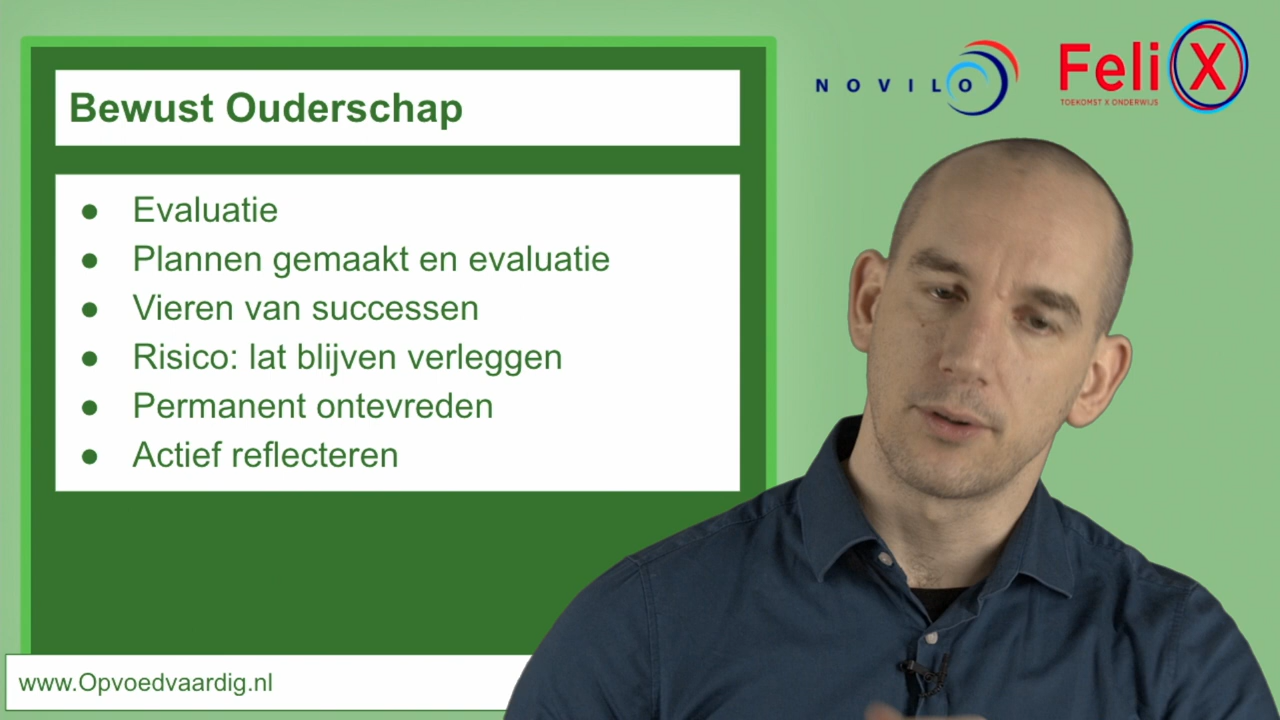 NOVILO
FeliX
TOEKOMST X ONDERWIJS
Bewust Ouderschap
● Evaluatie
● Plannen gemaakt en evaluatie
● Vieren van successen
● Risico: lat blijven verleggen
● Permanent ontevreden
● Actief reflecteren
www.Opvoedvaardig.nl